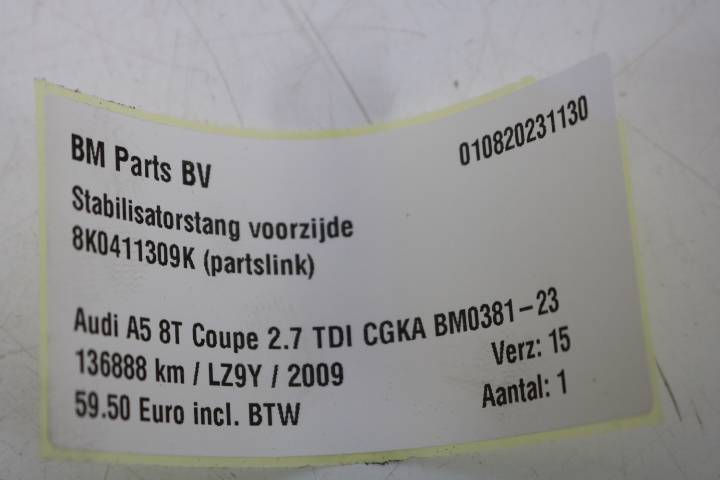 BM Parts BV
010820231130
Stabilisatorstang voorzijde
8K0411309K (partslink)
Audi A5 8T Coupe 2.7 TDI CGKA BM0381-23
136888 km / LZ9Y / 2009
Verz: 15
59.50 Euro incl. BTW
Aantal: 1